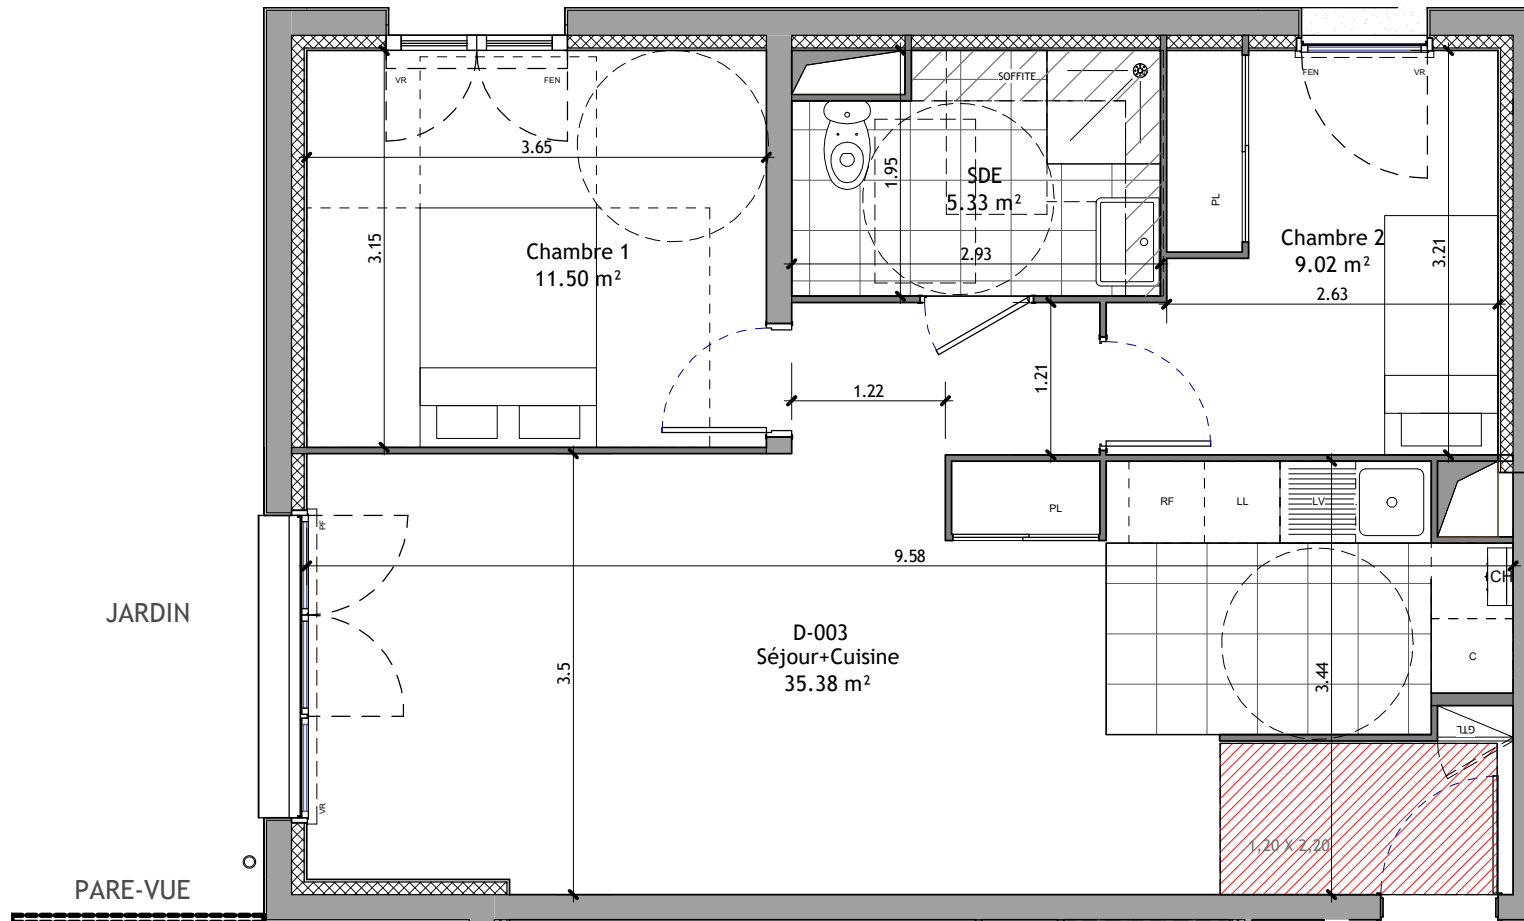 VR
FEN
SOFFITE
FEN
VR
3.65
1.95
SDE
5.33 m²
PL
3.15
Chambre 1
11.50 m²
2.93
Chambre 2
9.02 m²
3.21
2.63
1.22
1.21
PL
RF
LL
LV
PF
9.58
CH
JARDIN
D-003
Séjour+Cuisine
35.38 m²
3.5
3.44
C
GTL
VR
1,20 X 2,20
PARE-VUE